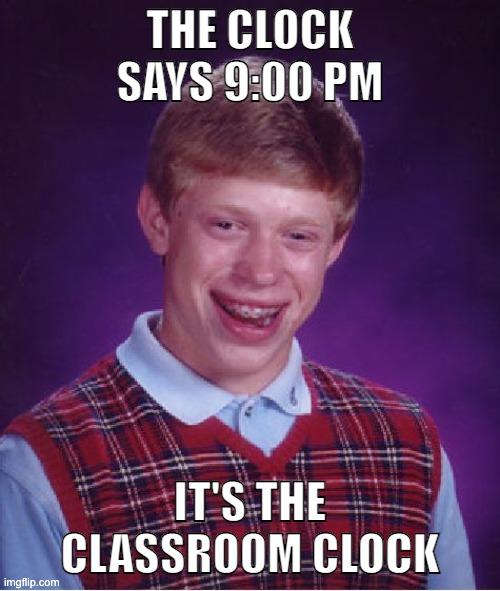 THE CLOCK
SAYS 9:00 PM
IT'S THE
CLASSROOM CLOCK
imgflip.com